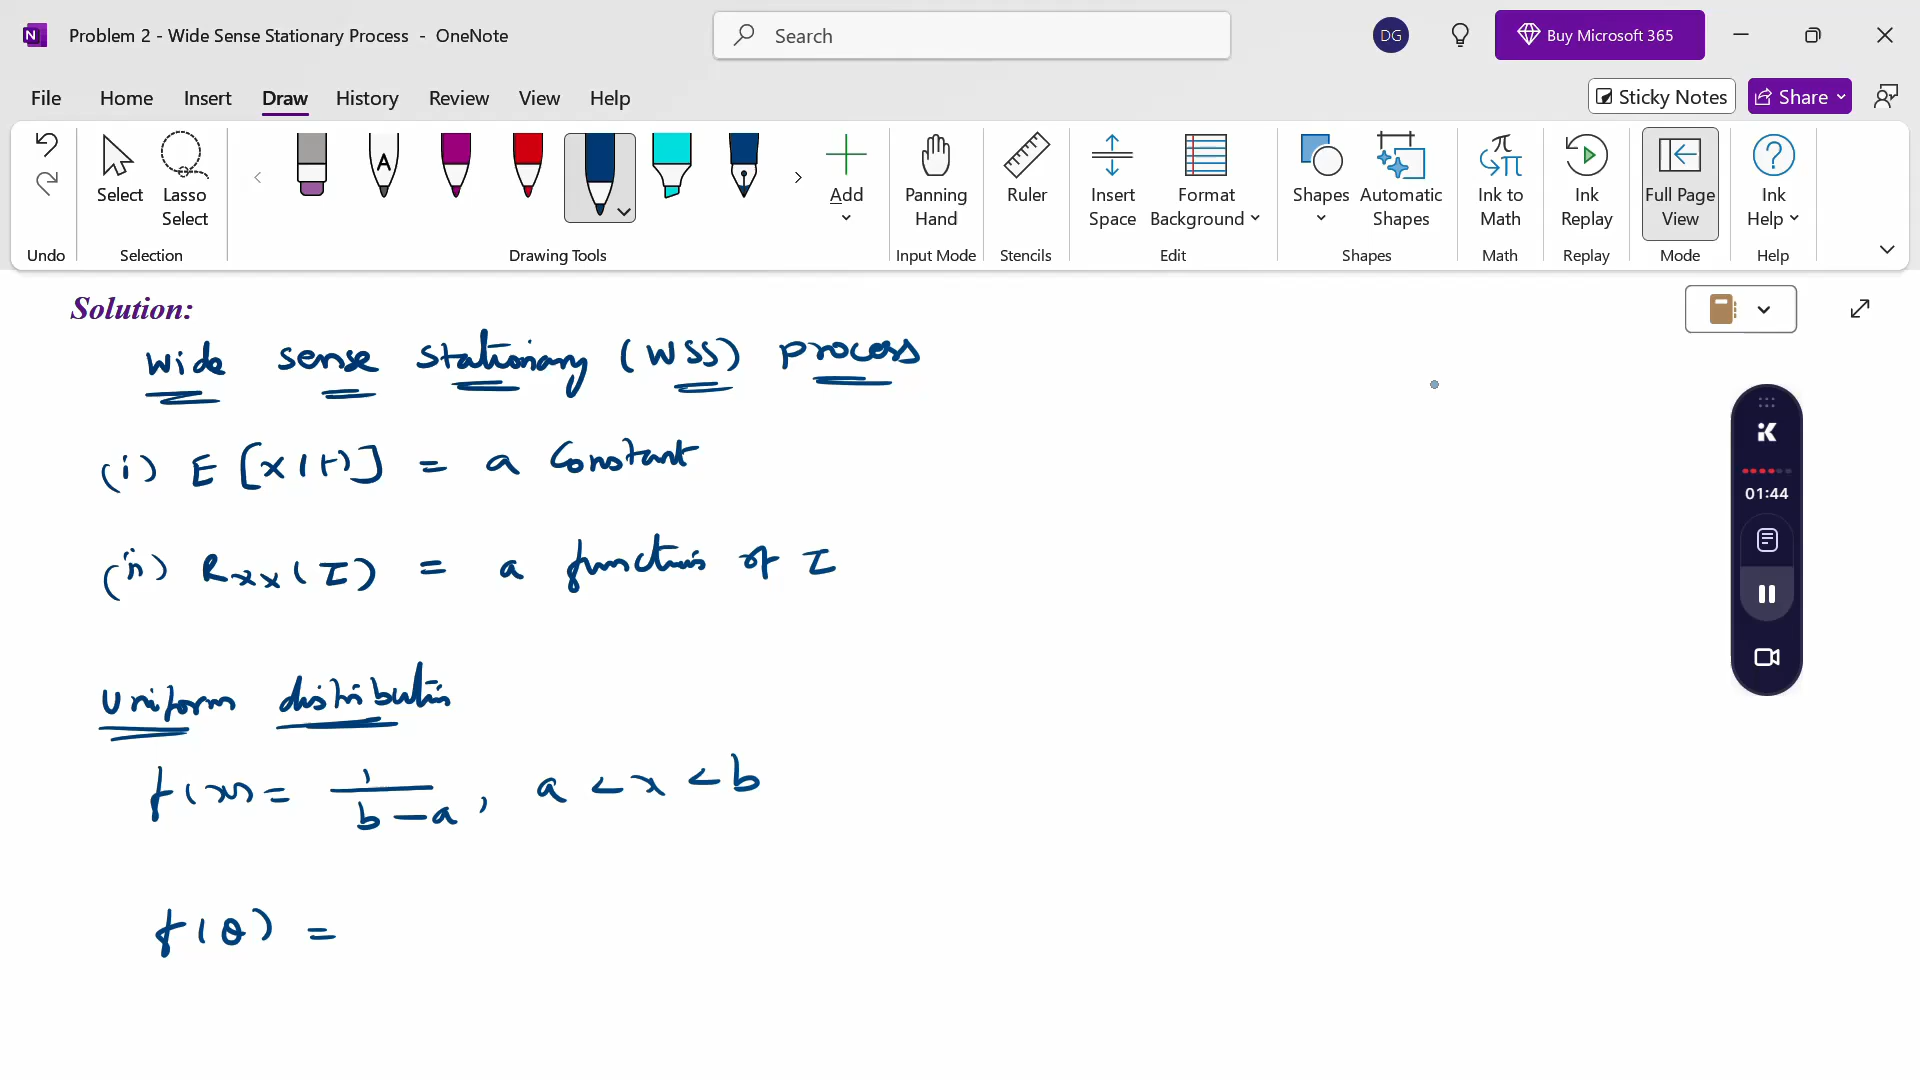 Problem 2 - Wide Sense Stationary Process - OneNote
Search
DG
Buy Microsoft 365
File Home Insert Draw History Review View Help
Sticky Notes
Share
A
Select
Lasso Select
Add
Panning Hand
Ruler
Insert Space
Format Background
Shapes
Automatic Shapes
Ink to Math
Ink Replay
Full Page View
Ink Help
Undo
Selection
Drawing Tools
Input Mode
Stencils
Edit
Shapes
Math
Replay
Mode
Help
Solution:
Wide sense stationary (WSS) process
(i) E [x(t)] = a constant
(ii) Rxx(τ) = a function of τ
01:44
Uniform distribution
f(x) = 1/(b-a), a < x < b
f(θ) =